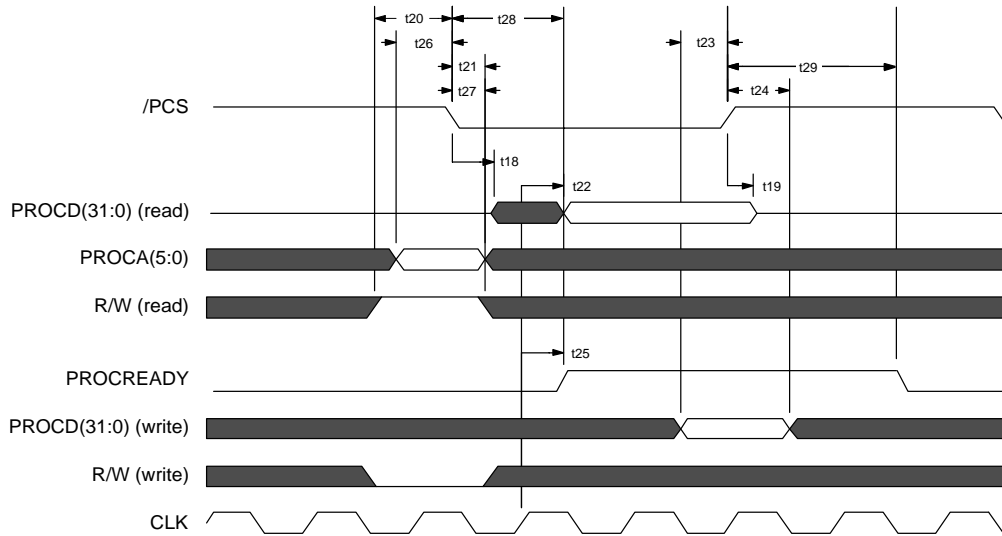 t20
t28
t26
t23
t21
t29
t27
t24
/PCS
t18
t22
t19
PROCD(31:0) (read)
PROCA(5:0)
R/W (read)
t25
PROCREADY
PROCD(31:0) (write)
R/W (write)
CLK